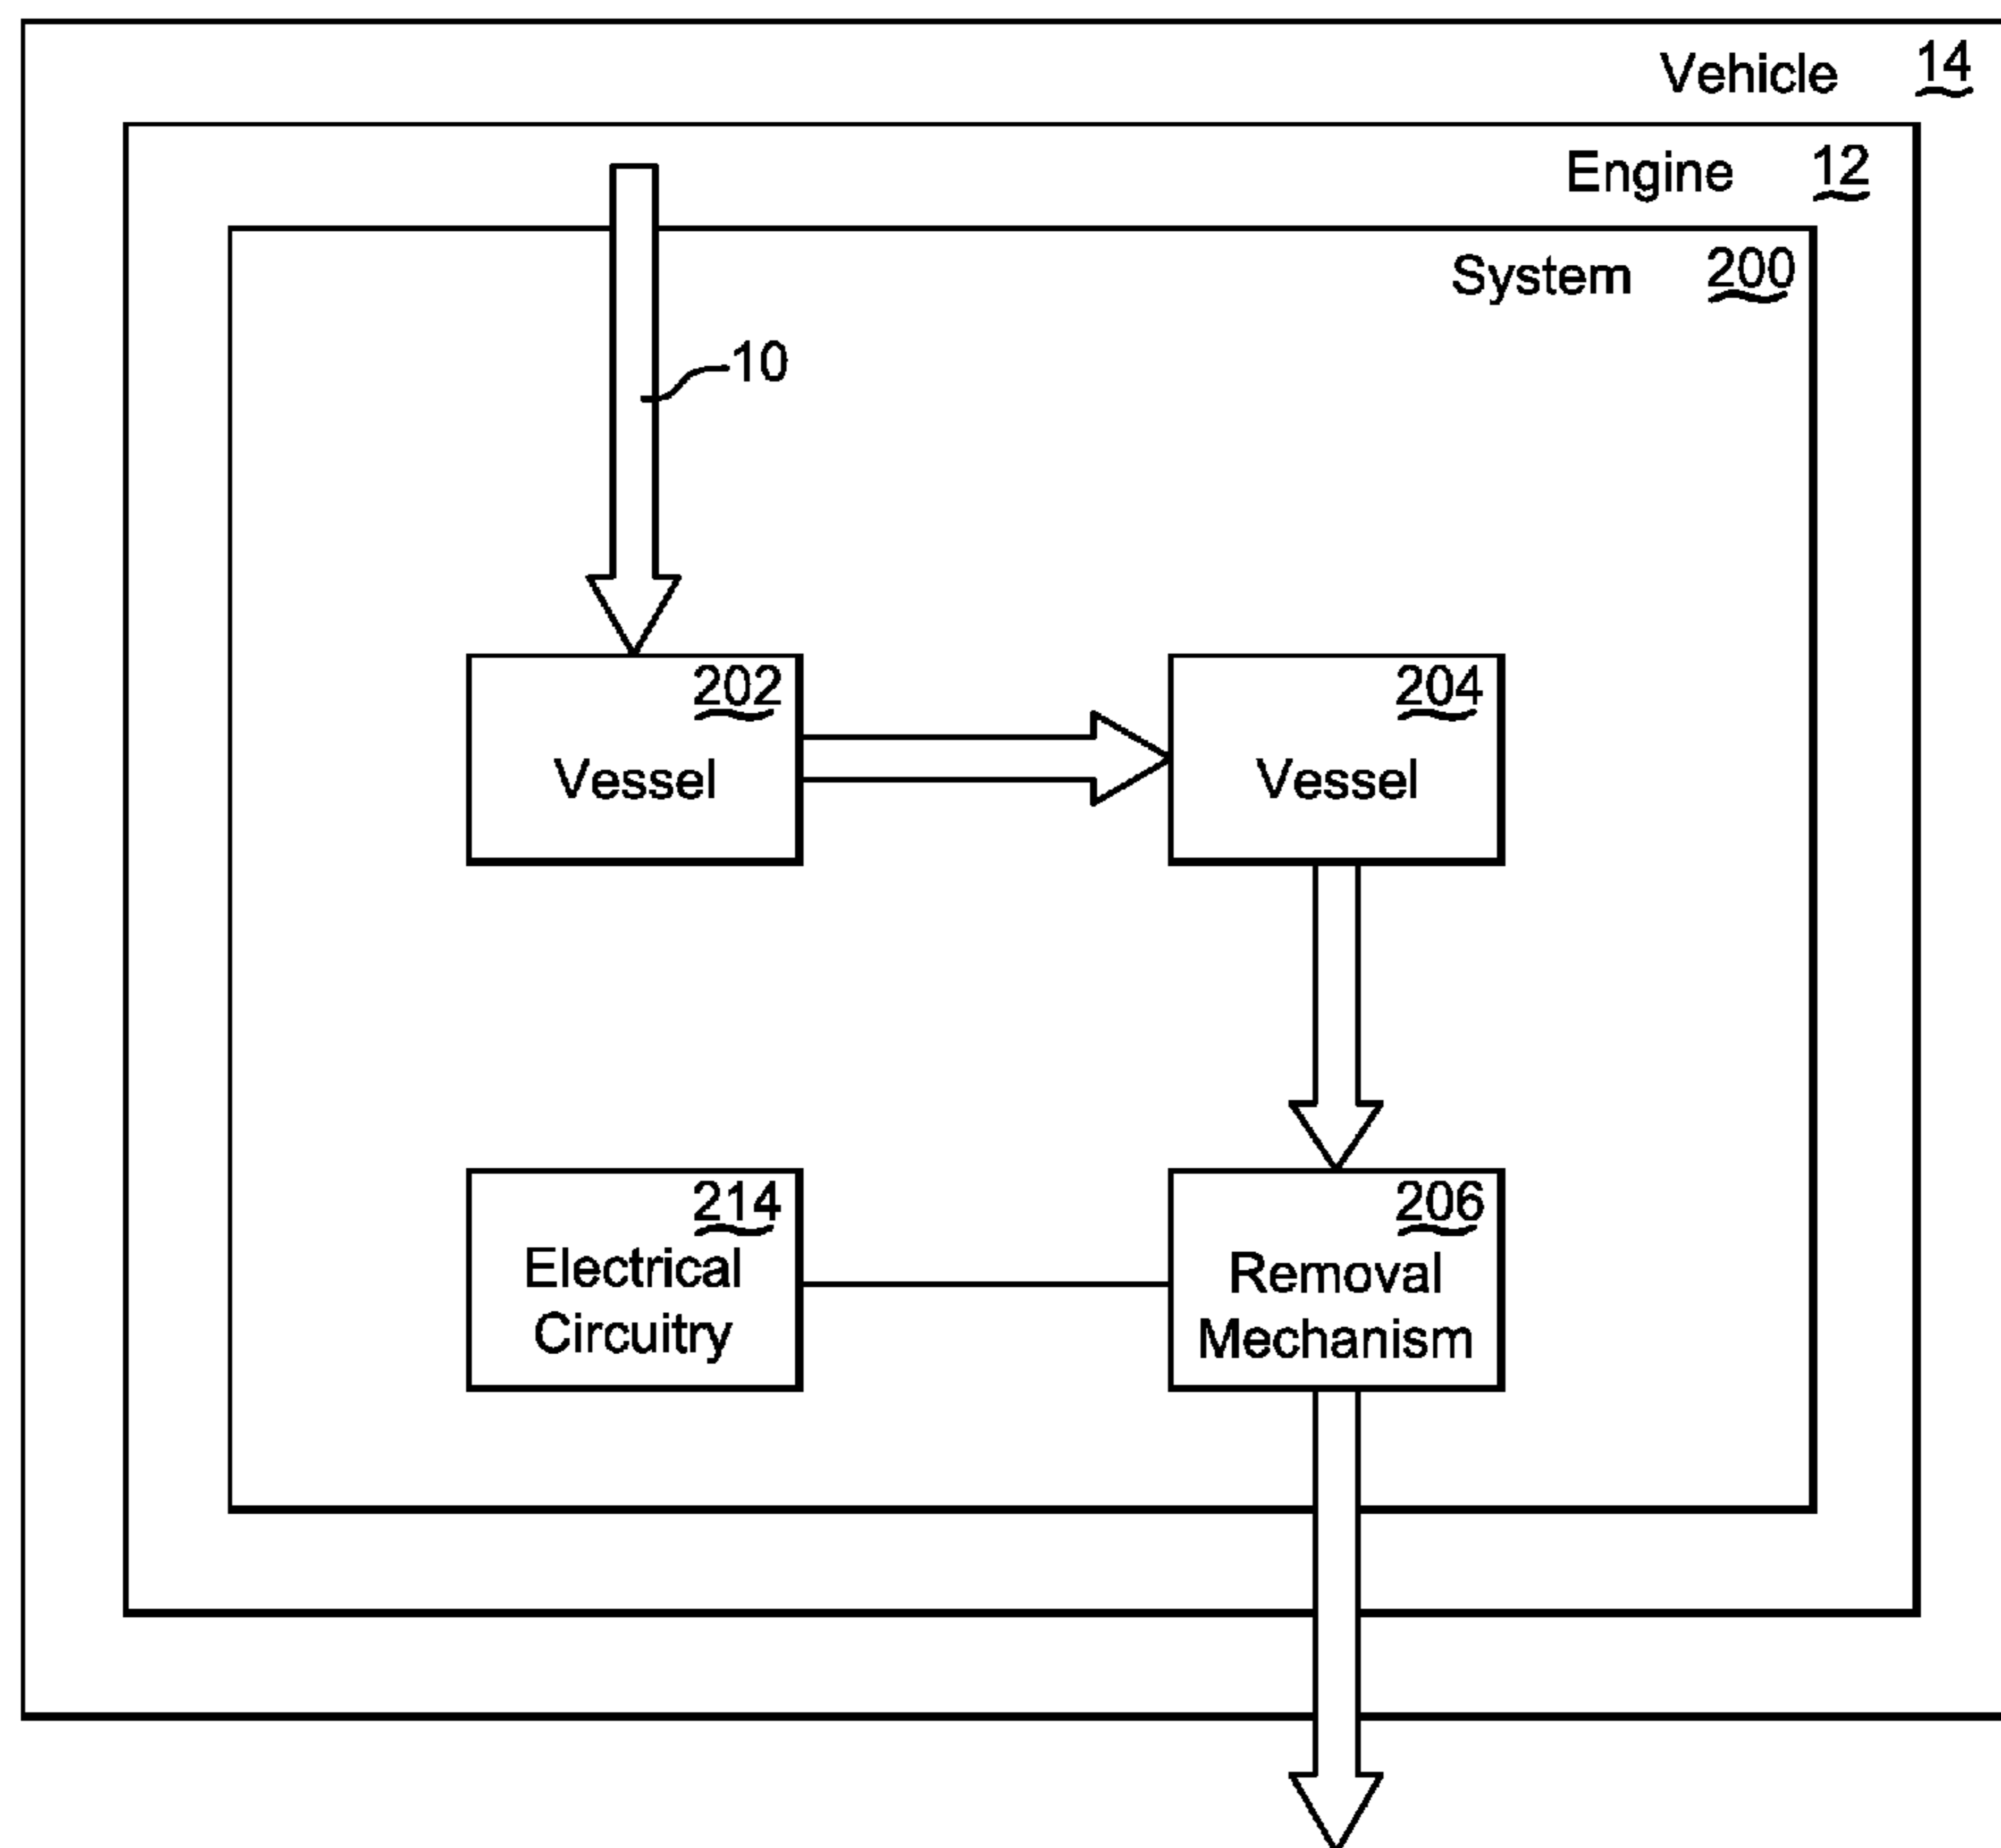 Vehicle 14
Engine 12
System 200
10
202
Vessel
204
Vessel
214
Electrical
Circuitry
206
Removal
Mechanism